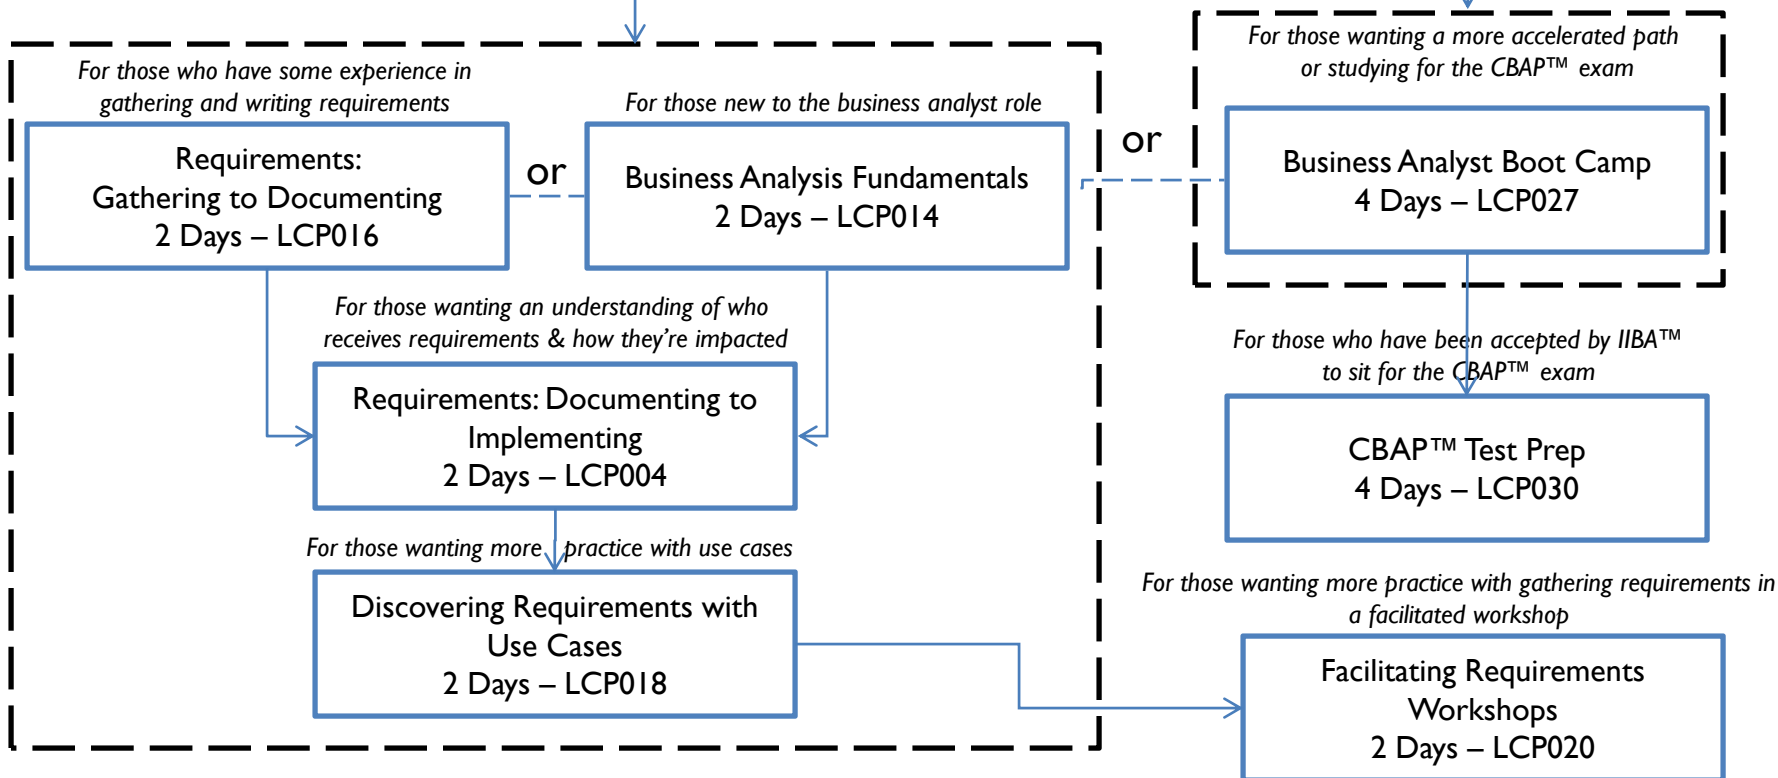 For those who have some experience in
gathering and writing requirements
Requirements:
Gathering to Documenting
2 Days – LCP016
or
For those new to the business analyst role
Business Analysis Fundamentals
2 Days – LCP014
or
For those wanting a more accelerated path
or studying for the CBAP™ exam
Business Analyst Boot Camp
4 Days – LCP027
For those wanting an understanding of who
receives requirements & how they’re impacted
Requirements: Documenting to
Implementing
2 Days – LCP004
For those who have been accepted by IIBA™
to sit for the CBAP™ exam
CBAP™ Test Prep
4 Days – LCP030
For those wanting more practice with use cases
Discovering Requirements with
Use Cases
2 Days – LCP018
For those wanting more practice with gathering requirements in
a facilitated workshop
Facilitating Requirements
Workshops
2 Days – LCP020